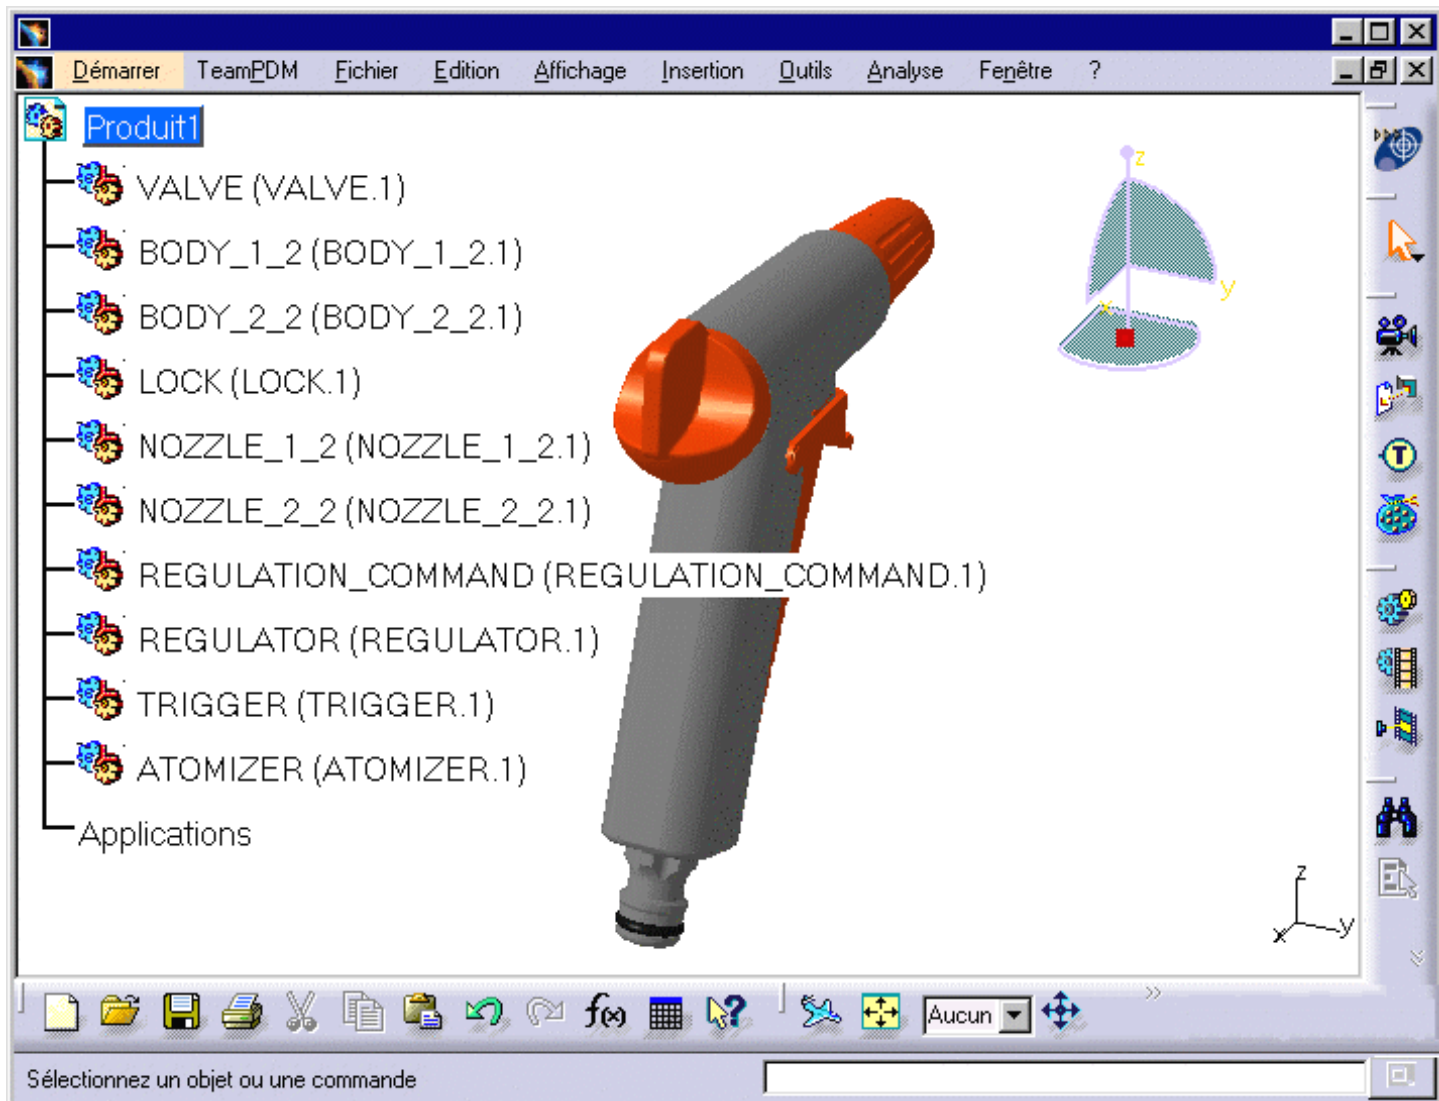 Démarrer TeamPDM Fichier Edition Affichage Insertion Outils Analyse Fenêtre ?
Produit1
VALVE (VALVE.1)
BODY_1_2 (BODY_1_2.1)
BODY_2_2 (BODY_2_2.1)
LOCK (LOCK.1)
NOZZLE_1_2 (NOZZLE_1_2.1)
NOZZLE_2_2 (NOZZLE_2_2.1)
REGULATION_COMMAND (REGULATION_COMMAND.1)
REGULATOR (REGULATOR.1)
TRIGGER (TRIGGER.1)
ATOMIZER (ATOMIZER.1)
Applications
z
y
x
T
z
y
x
f(x)
?
Aucun
Sélectionnez un objet ou une commande